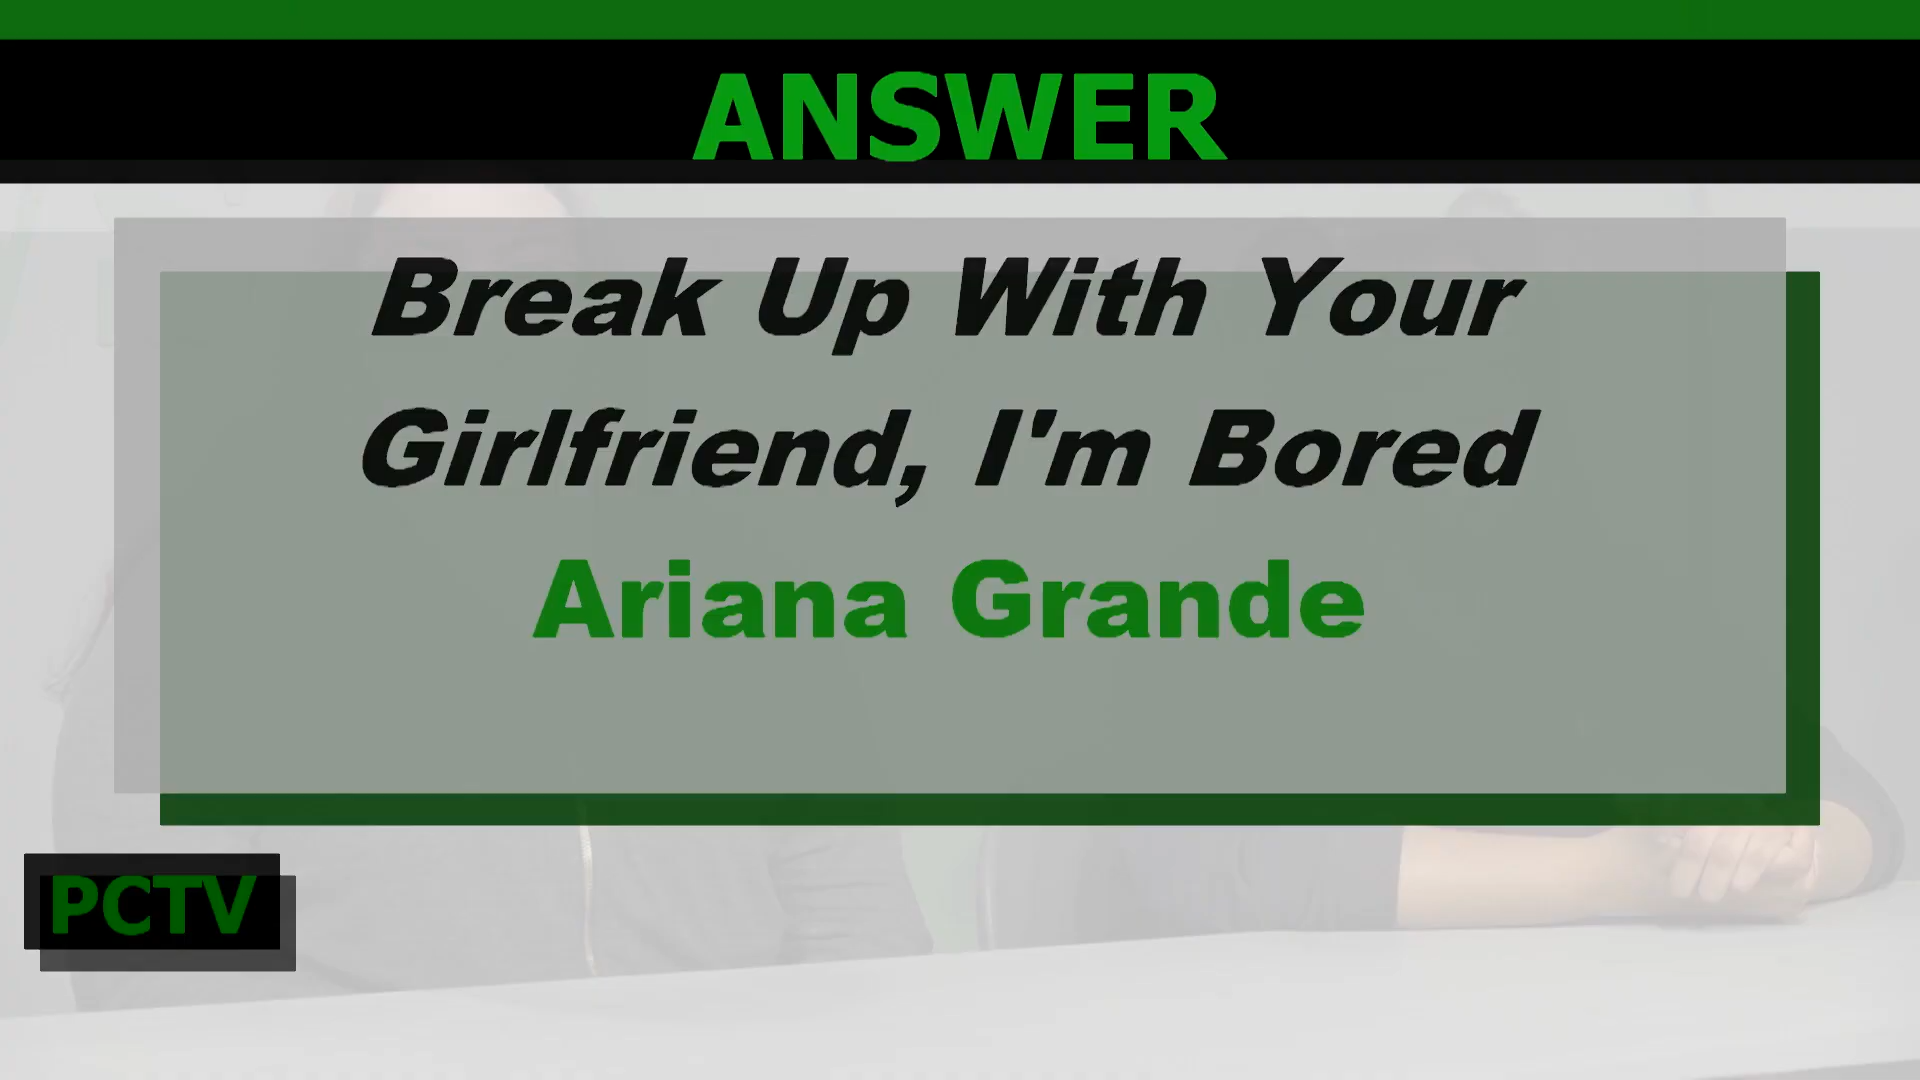 ANSWER
Break Up With Your
Girlfriend, I'm Bored
Ariana Grande
PCTV